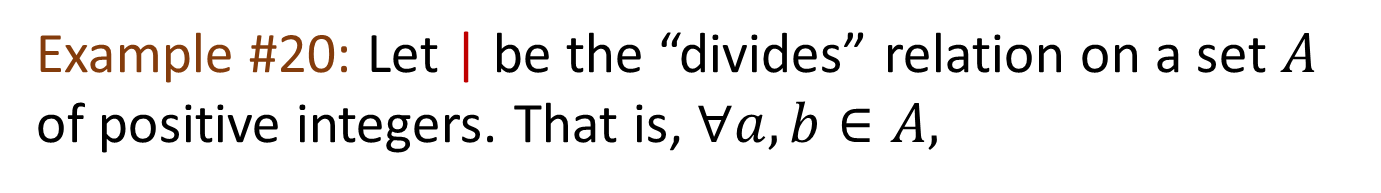 Example #20: Let | be the “divides” relation on a set A
of positive integers. That is, ∀a, b ∈ A,